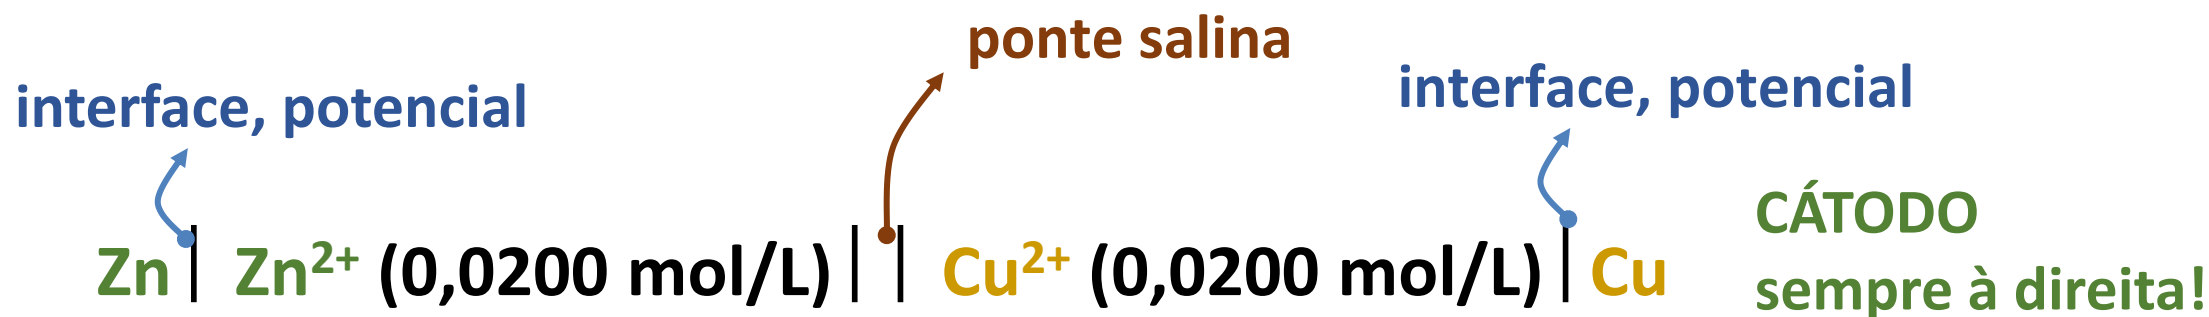 ponte salina
interface, potencial
interface, potencial
Zn | Zn²⁺ (0,0200 mol/L) | | Cu²⁺ (0,0200 mol/L) | Cu
CÁTODO
sempre à direita!